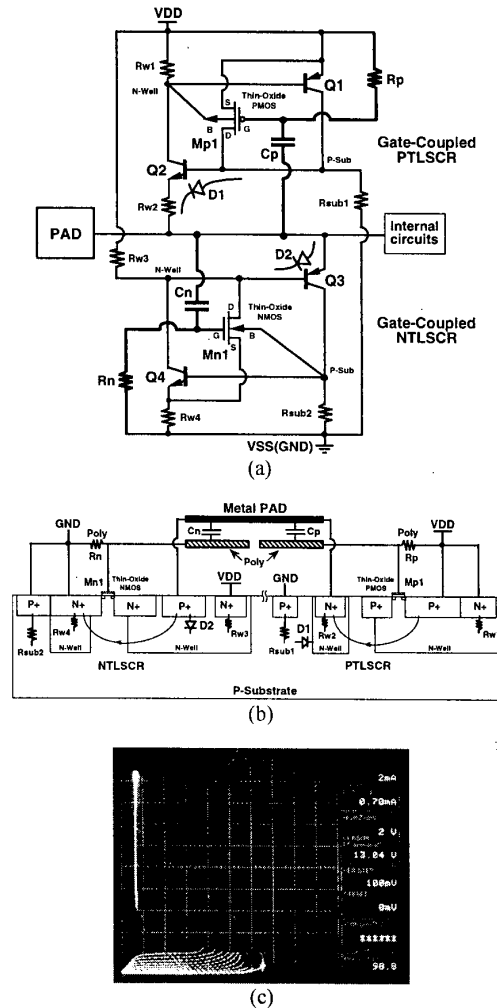 VDD
Rw1
Q1
Rp
N-Well
Thin-Oxide
PMOS
S
B
G
D
Mp1
Cp
P-Sub
Gate-Coupled
PTLSCR
Q2
D1
Rw2
Rsub1
PAD
Internal
circuits
Rw3
D2
N-Well
Q3
Cn
D
Thin-Oxide
NMOS
G
B
S
Mn1
Gate-Coupled
NTLSCR
Rn
Q4
P-Sub
Rw4
Rsub2
VSS(GND)
(a)
Metal PAD
GND
Poly
Rn
Cn
Cp
Poly
Poly
Rp
VDD
Mn1
Thin-Oxide
NMOS
VDD
GND
Thin-Oxide
PMOS
Mp1
P+
N+
N+
P+
N+
P+
N+
P+
P+
N+
Rsub2
Rw4
N-Well
D2
N-Well
Rw3
Rsub1
D1
Rw2
N-Well
N-Well
Rw
NTLSCR
PTLSCR
P-Substrate
(b)
2mA
0.70mA
2 V
13.04 V
100mV
0mV
******
98.8
(c)